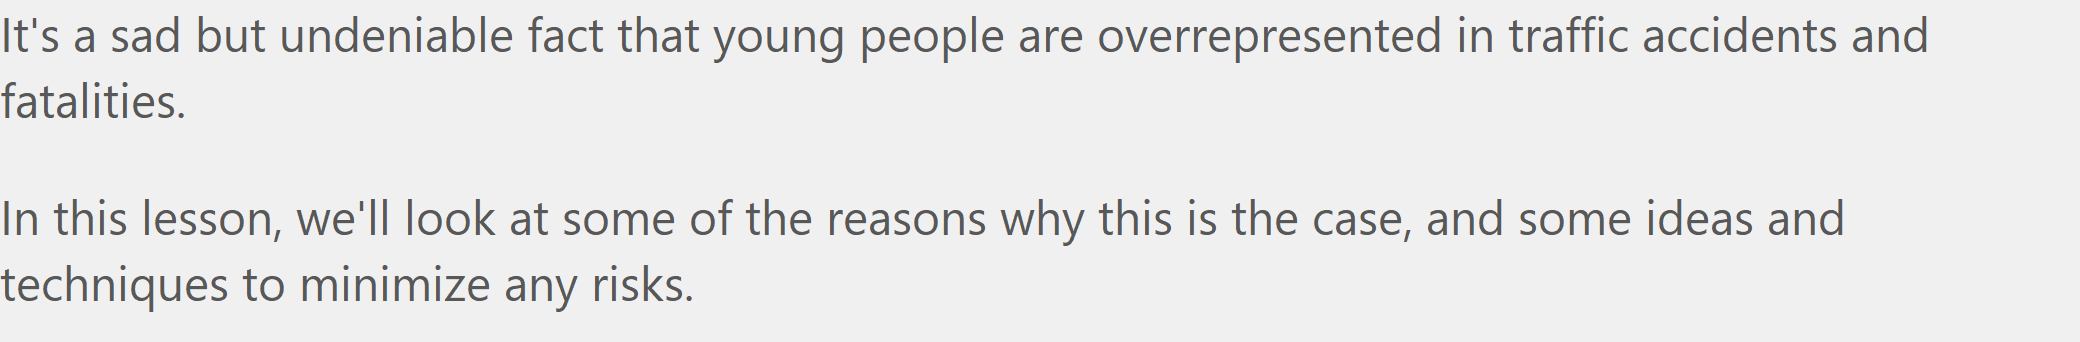 It's a sad but undeniable fact that young people are overrepresented in traffic accidents and
fatalities.
In this lesson, we'll look at some of the reasons why this is the case, and some ideas and
techniques to minimize any risks.